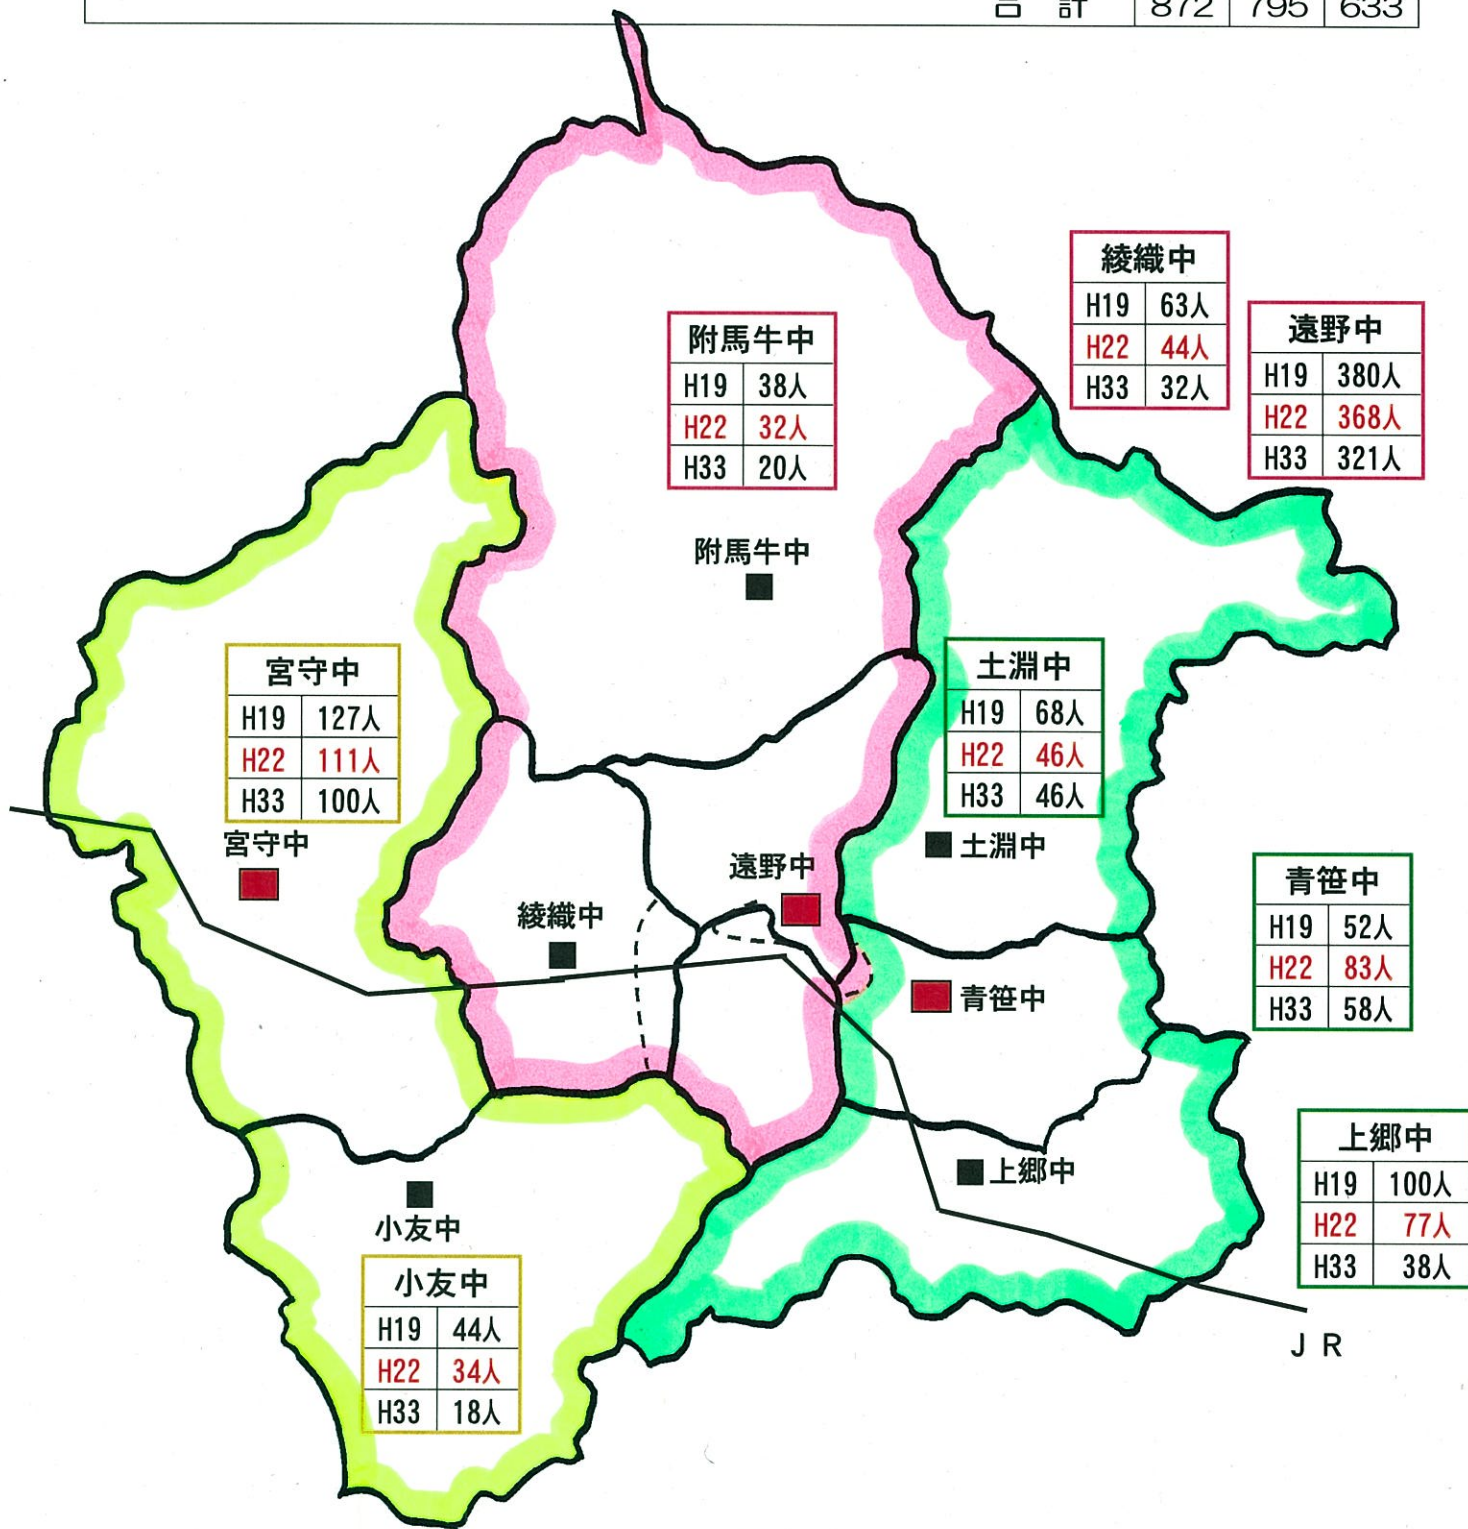 合 計 872 795 633
綾織中
H19 63人
H22 44人
H33 32人
遠野中
H19 380人
H22 368人
H33 321人
附馬牛中
H19 38人
H22 32人
H33 20人
附馬牛中
宮守中
H19 127人
H22 111人
H33 100人
宮守中
土淵中
H19 68人
H22 46人
H33 46人
土淵中
遠野中
綾織中
青笹中
H19 52人
H22 83人
H33 58人
青笹中
上郷中
H19 100人
H22 77人
H33 38人
上郷中
小友中
小友中
H19 44人
H22 34人
H33 18人
JR